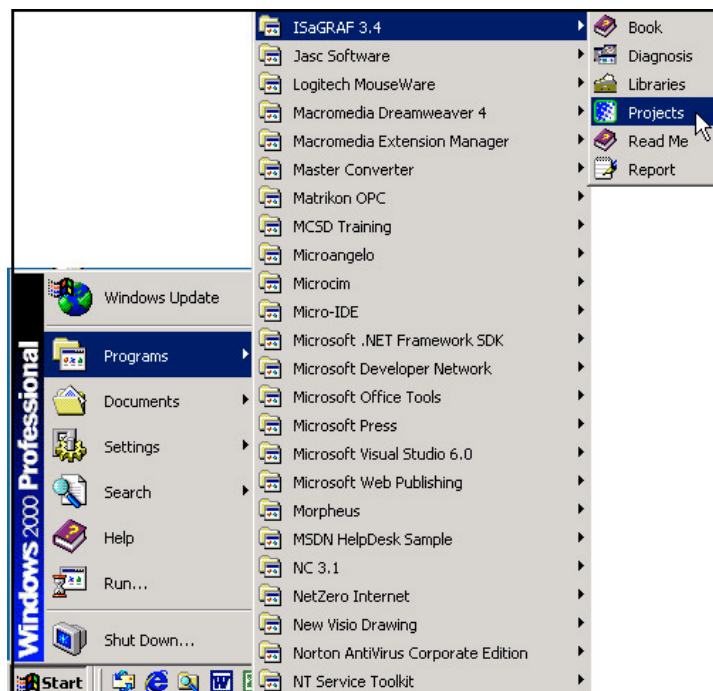 ISaGRAF 3.4
Jasc Software
Logitech MouseWare
Macromedia Dreamweaver 4
Macromedia Extension Manager
Master Converter
Matrikon OPC
MCSD Training
Microangelo
Microcim
Micro-IDE
Microsoft .NET Framework SDK
Microsoft Developer Network
Microsoft Office Tools
Microsoft Press
Microsoft Visual Studio 6.0
Microsoft Web Publishing
Morpheus
MSDN HelpDesk Sample
NC 3.1
NetZero Internet
New Visio Drawing
Norton AntiVirus Corporate Edition
NT Service Toolkit
Book
Diagnosis
Libraries
Projects
Read Me
Report
Windows Update
Programs
Documents
Settings
Search
Help
Run...
Shut Down...
Windows 2000 Professional
Start